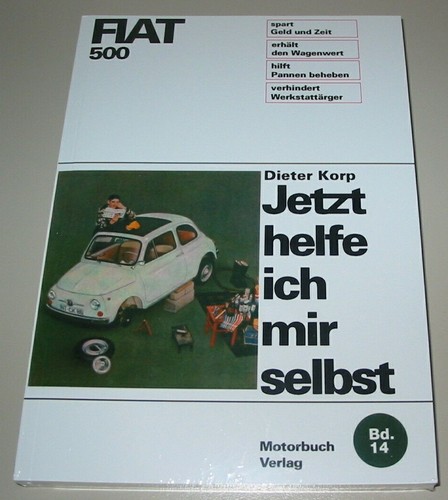 FIAT
500
spart
Geld und Zeit
erhält
den Wagenwert
hilft
Pannen beheben
verhindert
Werkstattärger
Dieter Korp
Jetzt
helfe
ich
mir
selbst
Motorbuch
Verlag
Bd.
14